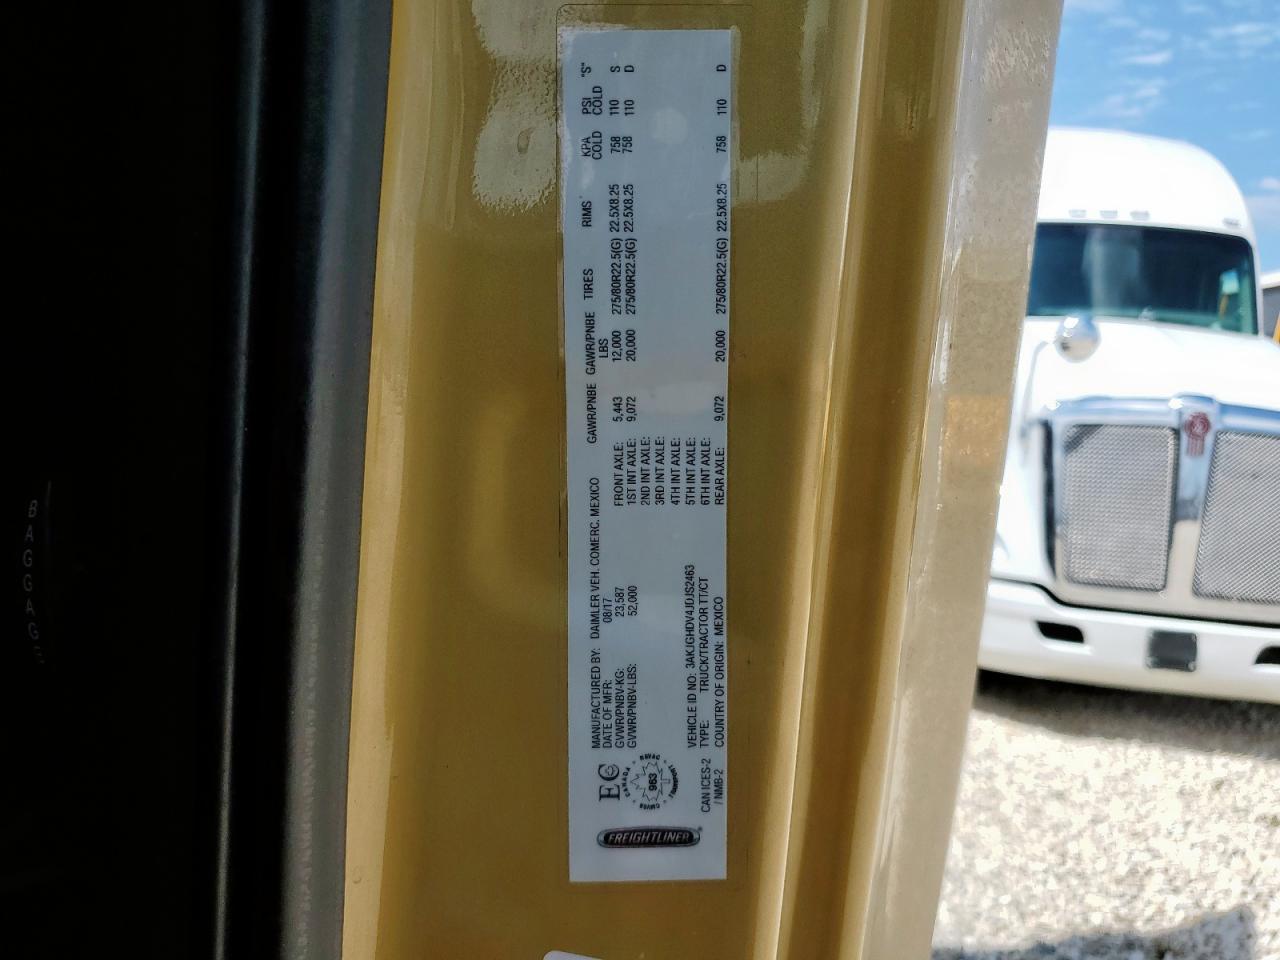 FREIGHTLINER
EC
CANADA
963
CAN ICES-2
/ NMB-2
MANUFACTURED BY: DAIMLER VEH. COMERC. MEXICO
DATE OF MFR: 08/17
GVWR/PNBV-KG: 23,587
GVWR/PNBV-LBS: 52,000
VEHICLE ID NO: 3AKJGHDV4JDJS2463
TYPE: TRUCK/TRACTOR TT/CT
COUNTRY OF ORIGIN: MEXICO
GAWR/PNBE GAWR/PNBE TIRES RIMS KPA PSI "S"
LBS COLD COLD
FRONT AXLE: 5,443 12,000 275/80R22.5(G) 22.5X8.25 758 110 S
1ST INT AXLE: 9,072 20,000 275/80R22.5(G) 22.5X8.25 758 110 D
2ND INT AXLE:
3RD INT AXLE:
4TH INT AXLE:
5TH INT AXLE:
6TH INT AXLE:
REAR AXLE: 9,072 20,000 275/80R22.5(G) 22.5X8.25 758 110 D
BAGGAGE